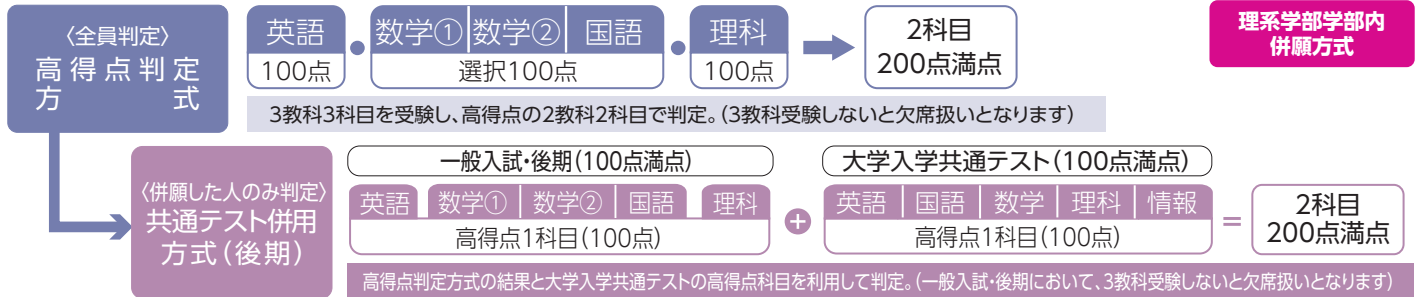 〈全員判定〉
高得点判定
方式
英語
100点
数学①
数学②
国語
選択100点
理科
100点
2科目
200点満点
理系学部学部内
併願方式
3教科3科目を受験し、高得点の2教科2科目で判定。(3教科受験しないと欠席扱いとなります)
〈併願した人のみ判定〉
共通テスト併用
方式(後期)
一般入試・後期(100点満点)
英語
数学①
数学②
国語
理科
高得点1科目(100点)
+
大学入学共通テスト(100点満点)
英語
国語
数学
理科
情報
高得点1科目(100点)
=
2科目
200点満点
高得点判定方式の結果と大学入学共通テストの高得点科目を利用して判定。(一般入試・後期において、3教科受験しないと欠席扱いとなります)